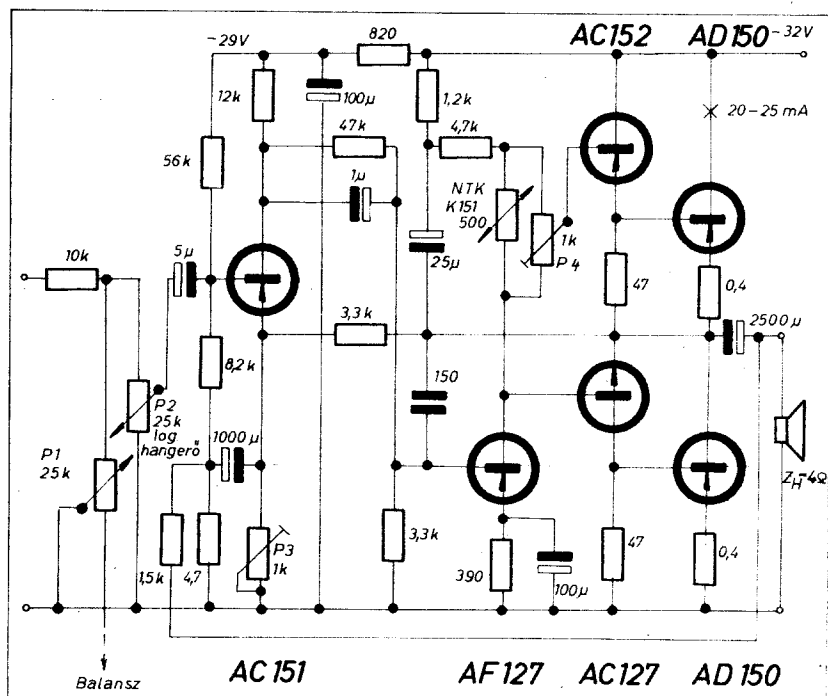 AC152 AD150 -32V
-29V
820
12k
100µ
1,2k
20-25 mA
47k
4,7k
56k
1µ
NTK
K151
500
1k
P4
5µ
25µ
10k
47
0,4
3,3k
2500µ
8,2k
150
P2
25k
log
hangerő"
1000µ
P1
25k
ZH-4Ω
P3
1k
3,3k
47
0,4
1,5k
4,7
390
100µ
Balansz
AC151
AF127
AC127
AD150